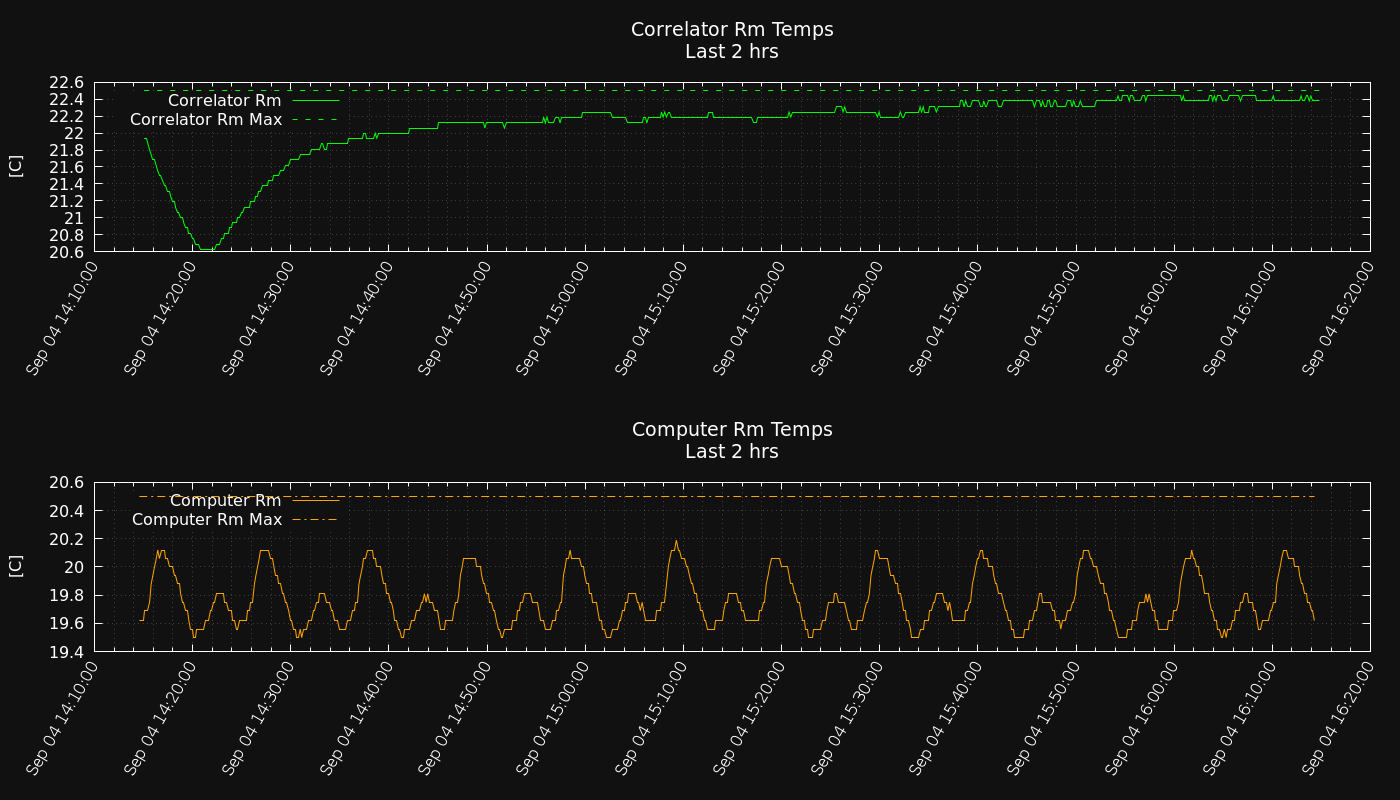 Correlator Rm Temps
Last 2 hrs
22.6
22.4
22.2
22
21.8
21.6
21.4
21.2
21
20.8
20.6
[C]
Correlator Rm
Correlator Rm Max
Sep 04 14:10:00
Sep 04 14:20:00
Sep 04 14:30:00
Sep 04 14:40:00
Sep 04 14:50:00
Sep 04 15:00:00
Sep 04 15:10:00
Sep 04 15:20:00
Sep 04 15:30:00
Sep 04 15:40:00
Sep 04 15:50:00
Sep 04 16:00:00
Sep 04 16:10:00
Sep 04 16:20:00
Computer Rm Temps
Last 2 hrs
20.6
20.4
20.2
20
19.8
19.6
19.4
[C]
Computer Rm
Computer Rm Max
Sep 04 14:10:00
Sep 04 14:20:00
Sep 04 14:30:00
Sep 04 14:40:00
Sep 04 14:50:00
Sep 04 15:00:00
Sep 04 15:10:00
Sep 04 15:20:00
Sep 04 15:30:00
Sep 04 15:40:00
Sep 04 15:50:00
Sep 04 16:00:00
Sep 04 16:10:00
Sep 04 16:20:00